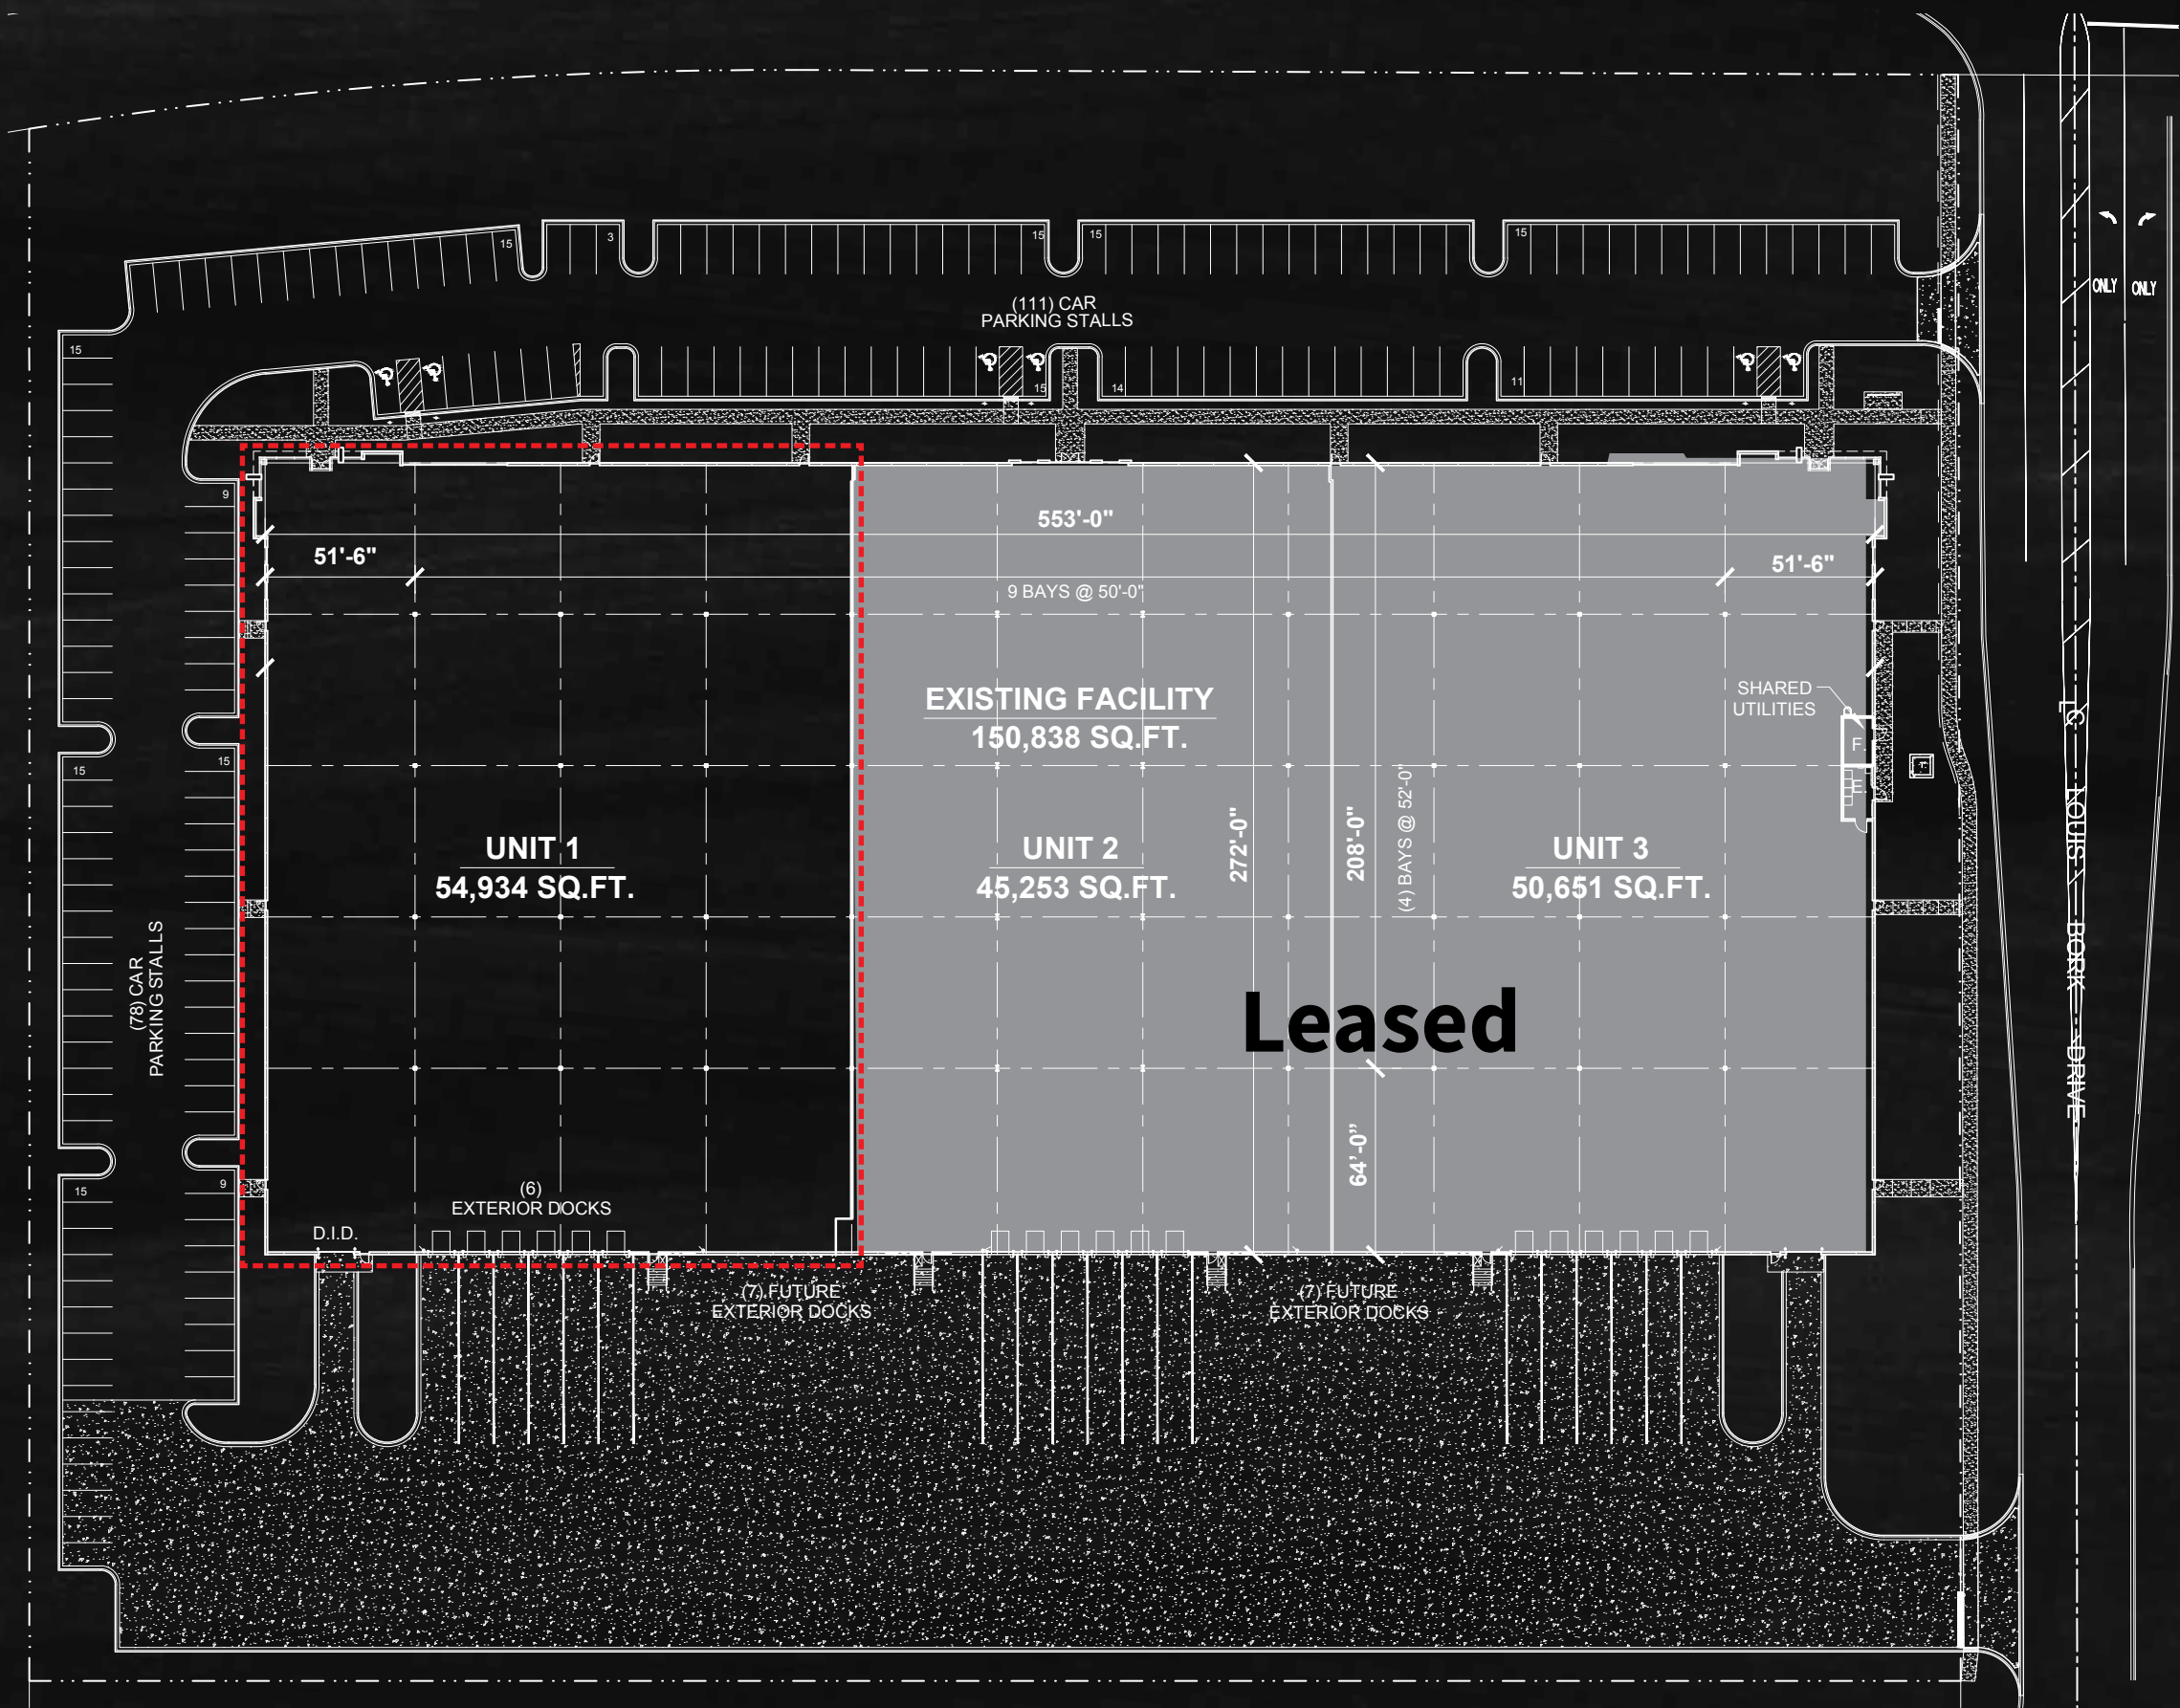 15
3
15
15
15
ONLY
ONLY
(111) CAR
PARKING STALLS
15
15
14
11
9
553'-0"
51'-6"
51'-6"
9 BAYS @ 50'-0"
EXISTING FACILITY
150,838 SQ.FT.
SHARED
UTILITIES
F.
E.
15
15
UNIT 1
54,934 SQ.FT.
UNIT 2
45,253 SQ.FT.
272'-0"
208'-0"
(4) BAYS @ 52'-0"
UNIT 3
50,651 SQ.FT.
LOUIS BORK DRIVE
(78) CAR
PARKING STALLS
Leased
64'-0"
15
9
(6)
EXTERIOR DOCKS
D.I.D.
(7) FUTURE
EXTERIOR DOCKS
(7) FUTURE
EXTERIOR DOCKS